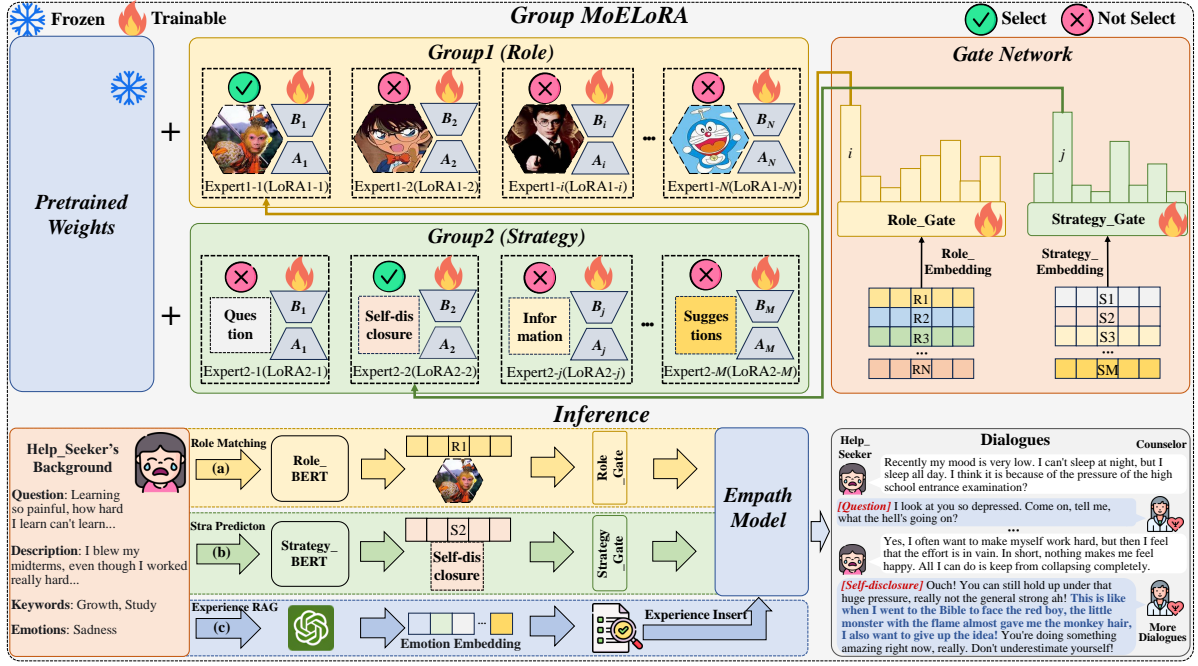 Frozen
Trainable
Group MoELoRA
Select
Not Select
Pretrained
Weights
+
+
Group1 (Role)
B1
A1
B2
A2
Bi
Ai
...
BN
AN
Expert1-1(LoRA1-1)
Expert1-2(LoRA1-2)
Expert1-i(LoRA1-i)
Expert1-N(LoRA1-N)
Group2 (Strategy)
Ques
tion
B1
A1
Self-dis
closure
B2
A2
Infor
mation
Bj
Aj
...
Sugges
tions
BM
AM
Expert2-1(LoRA2-1)
Expert2-2(LoRA2-2)
Expert2-j(LoRA2-j)
Expert2-M(LoRA2-M)
Gate Network
i
j
Role_Gate
Strategy_Gate
Role_
Embedding
Strategy_
Embedding
R1
R2
R3
...
RN
S1
S2
S3
...
SM
Inference
Help_Seeker's
Background
Question: Learning
so painful, how hard
I learn can't learn...
Description: I blew my
midterms, even though I worked
really hard...
Keywords: Growth, Study
Emotions: Sadness
Role Matching
(a)
Role_
BERT
R1
Role
_Gate
Stra Predicton
(b)
Strategy_
BERT
S2
Self-dis
closure
Strategy
_Gate
Experience RAG
(c)
...
Emotion Embedding
Experience Insert
Empath
Model
Dialogues
Help_
Seeker
Counselor
Recently my mood is very low. I can't sleep at night, but I
sleep all day. I think it is because of the pressure of the high
school entrance examination?
[Question] I look at you so depressed. Come on, tell me,
what the hell's going on?
...
Yes, I often want to make myself work hard, but then I feel
that the effort is in vain. In short, nothing makes me feel
happy. All I can do is keep from collapsing completely.
[Self-disclosure] Ouch! You can still hold up under that
huge pressure, really not the general strong ah! This is like
when I went to the Bible to face the red boy, the little
monster with the flame almost gave me the monkey hair,
I also want to give up the idea! You're doing something
amazing right now, really. Don't underestimate yourself!
More
Dialogues